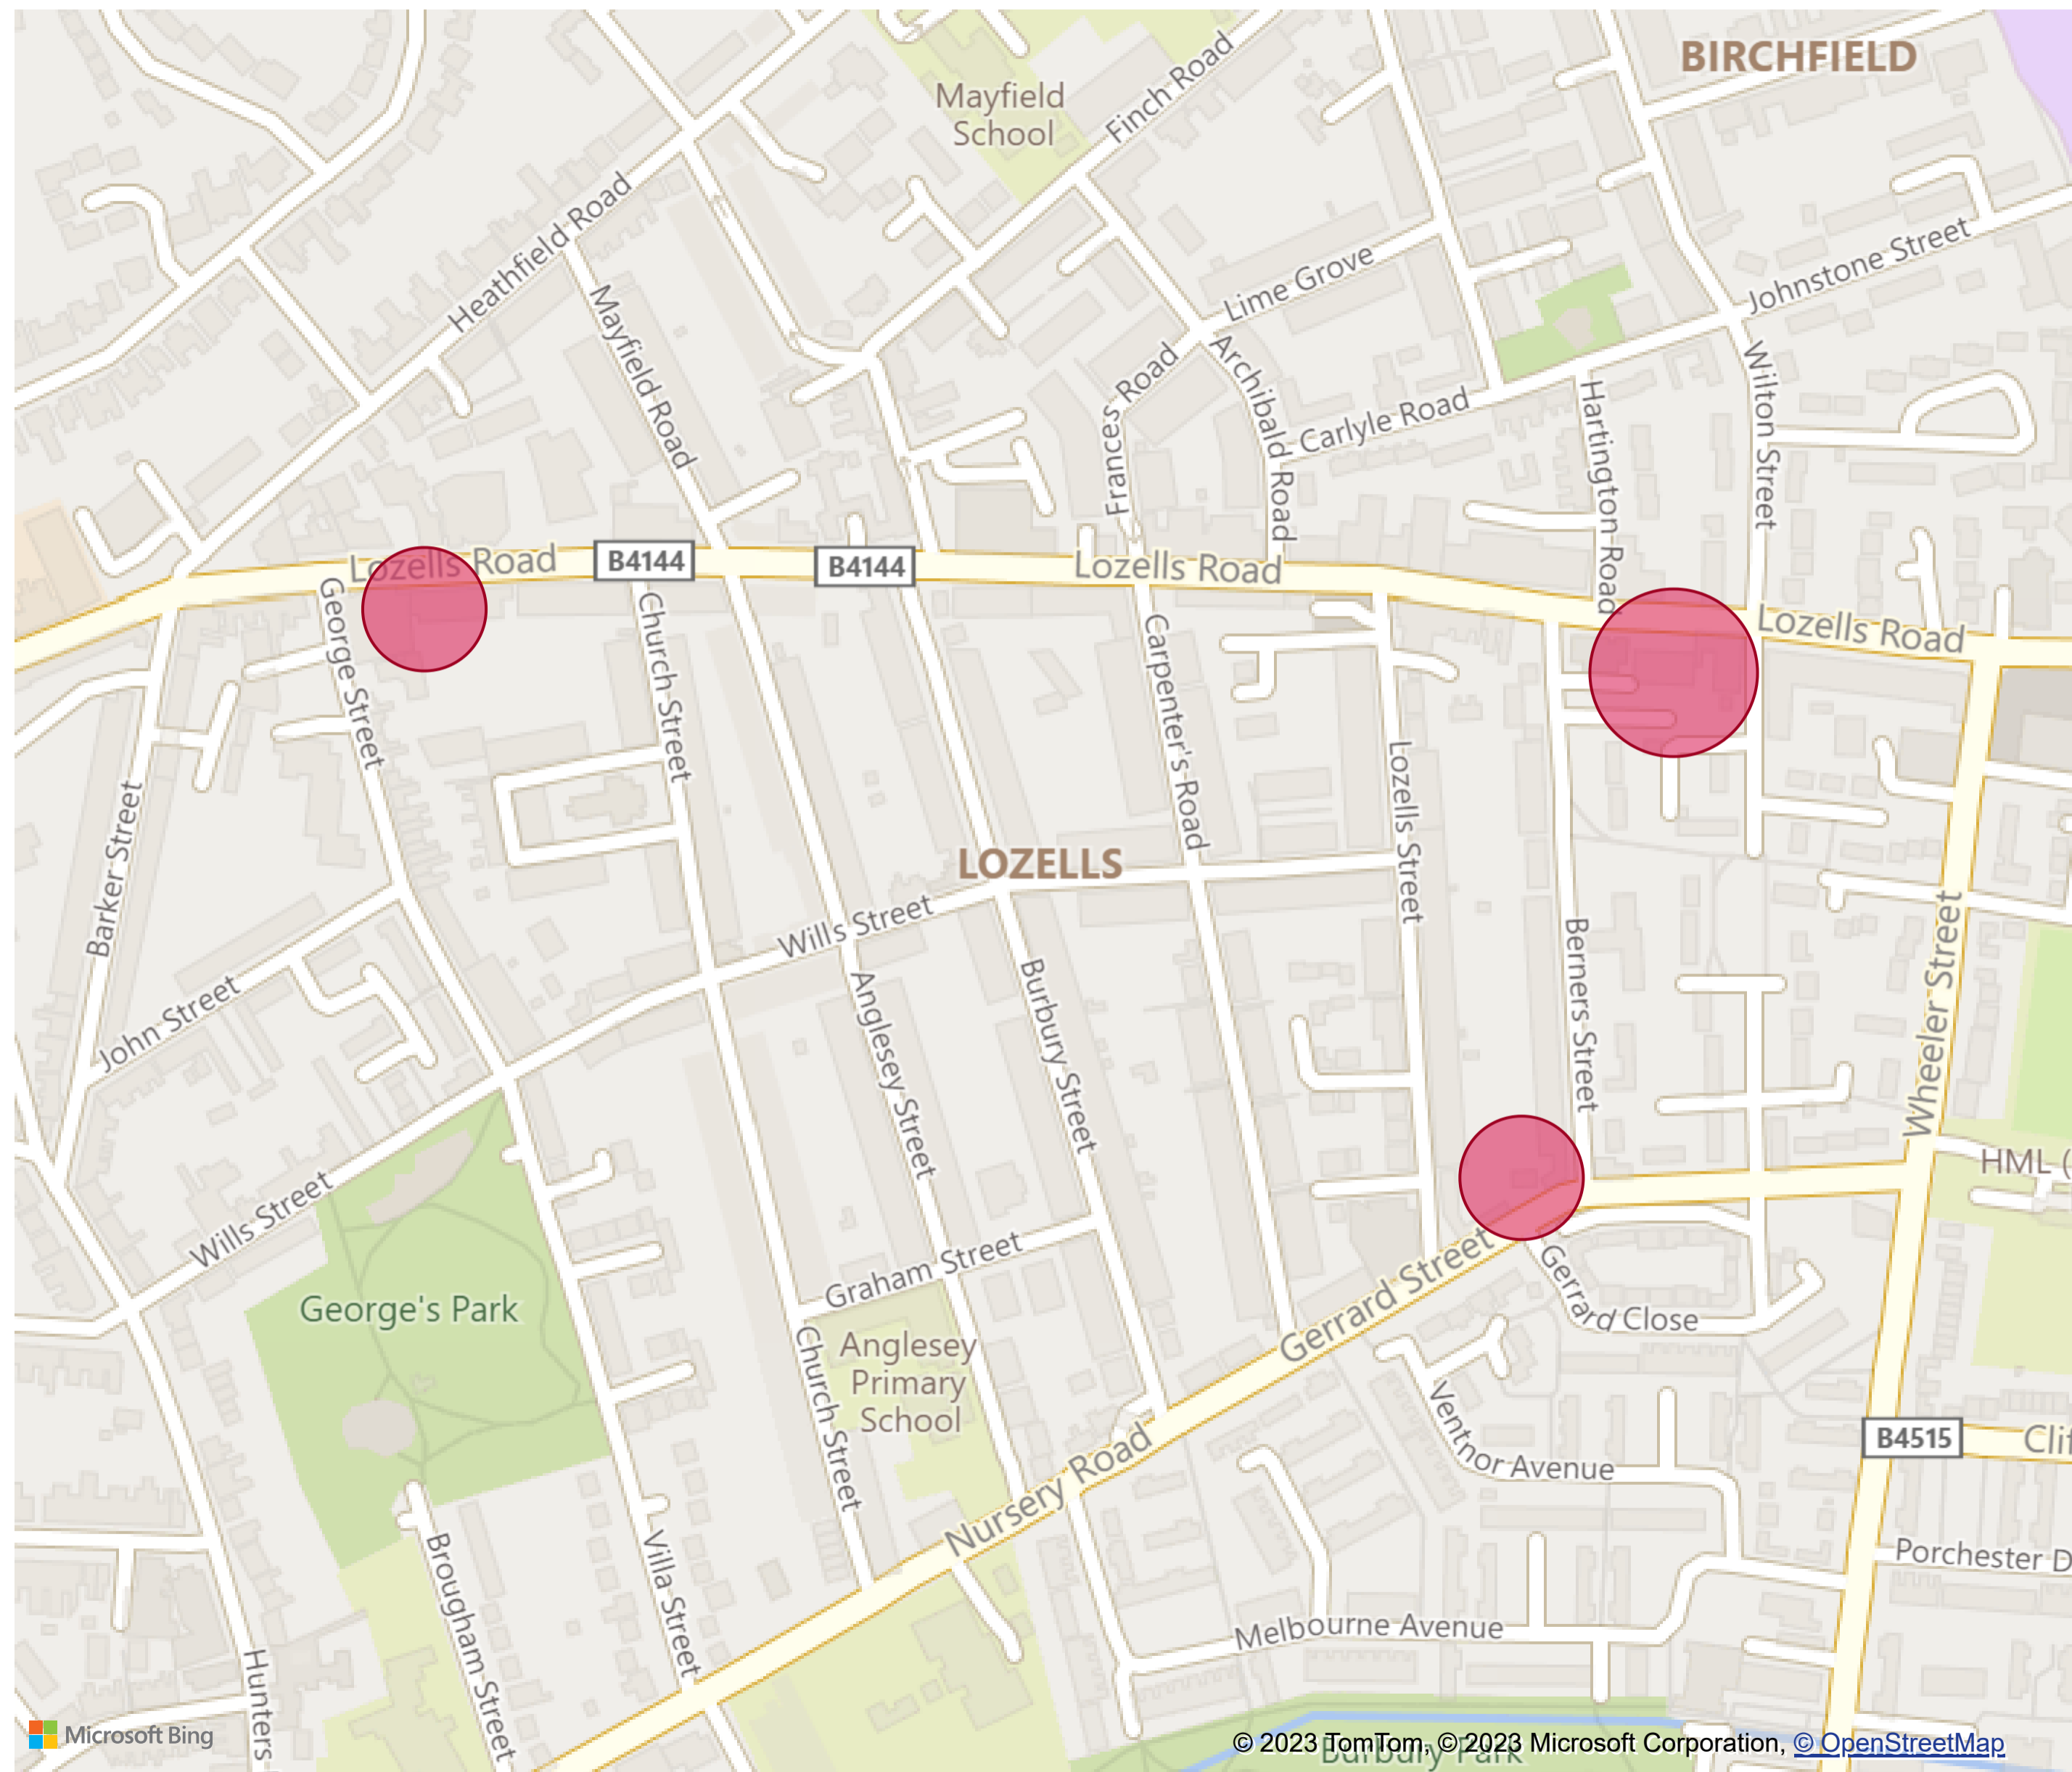 BIRCHFIELD
Mayfield
School
Finch Road
Heathfield Road
Mayfield Road
Lime Grove
Johnstone Street
Frances Road
Archibald Road
Carlyle Road
Hartington Road
Wilton Street
Lozells Road
B4144
B4144
Lozells Road
Lozells Road
George Street
Church Street
Carpenter's Road
Lozells Street
Barker Street
LOZELLS
Wills Street
John Street
Anglesey Street
Burbury Street
Berners Street
Wheeler Street
HML (
Wills Street
George's Park
Graham Street
Gerrard Street
Gerrard Close
Anglesey
Primary
School
Church Street
Nursery Road
Ventnor Avenue
B4515
Clif
Porchester D
Brougham Street
Villa Street
Melbourne Avenue
Hunters
Burbury Park
Microsoft Bing
© 2023 TomTom, © 2023 Microsoft Corporation, © OpenStreetMap